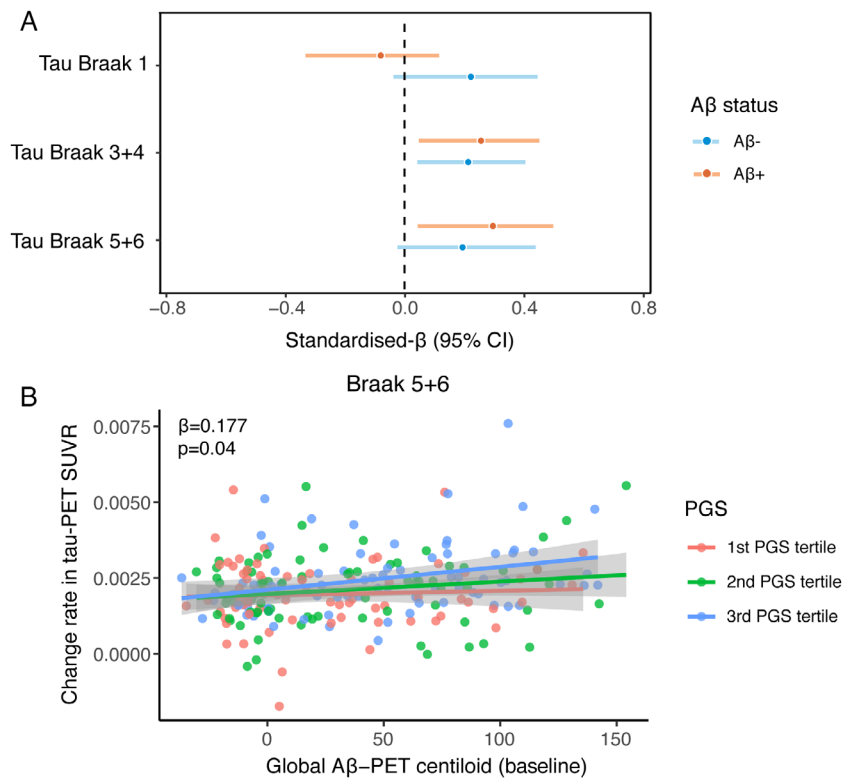 A
Tau Braak 1
Tau Braak 3+4
Tau Braak 5+6
−0.8 −0.4 0.0 0.4 0.8
Standardised-β (95% CI)
Aβ status
Aβ-
Aβ+
B
Braak 5+6
β=0.177
p=0.04
Change rate in tau-PET SUVR
0.0075
0.0050
0.0025
0.0000
0 50 100 150
Global Aβ−PET centiloid (baseline)
PGS
1st PGS tertile
2nd PGS tertile
3rd PGS tertile